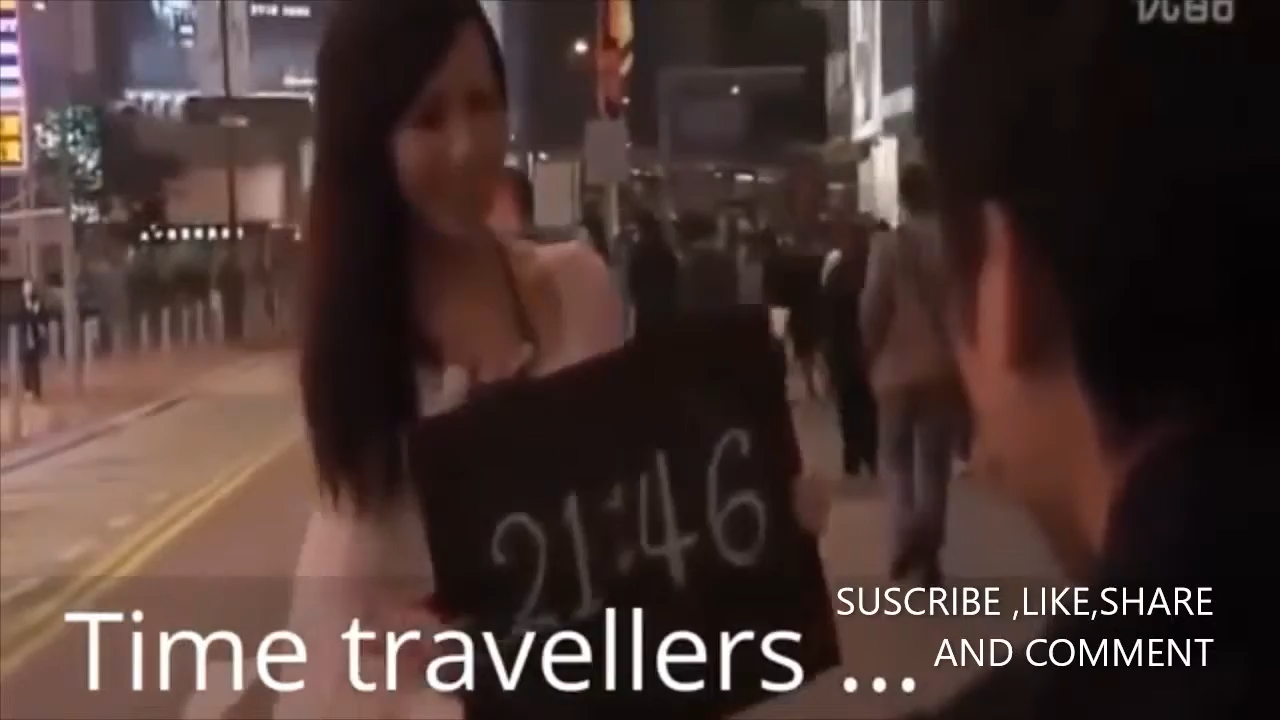 21:46
Time travellers ...
SUSCRIBE ,LIKE,SHARE
AND COMMENT